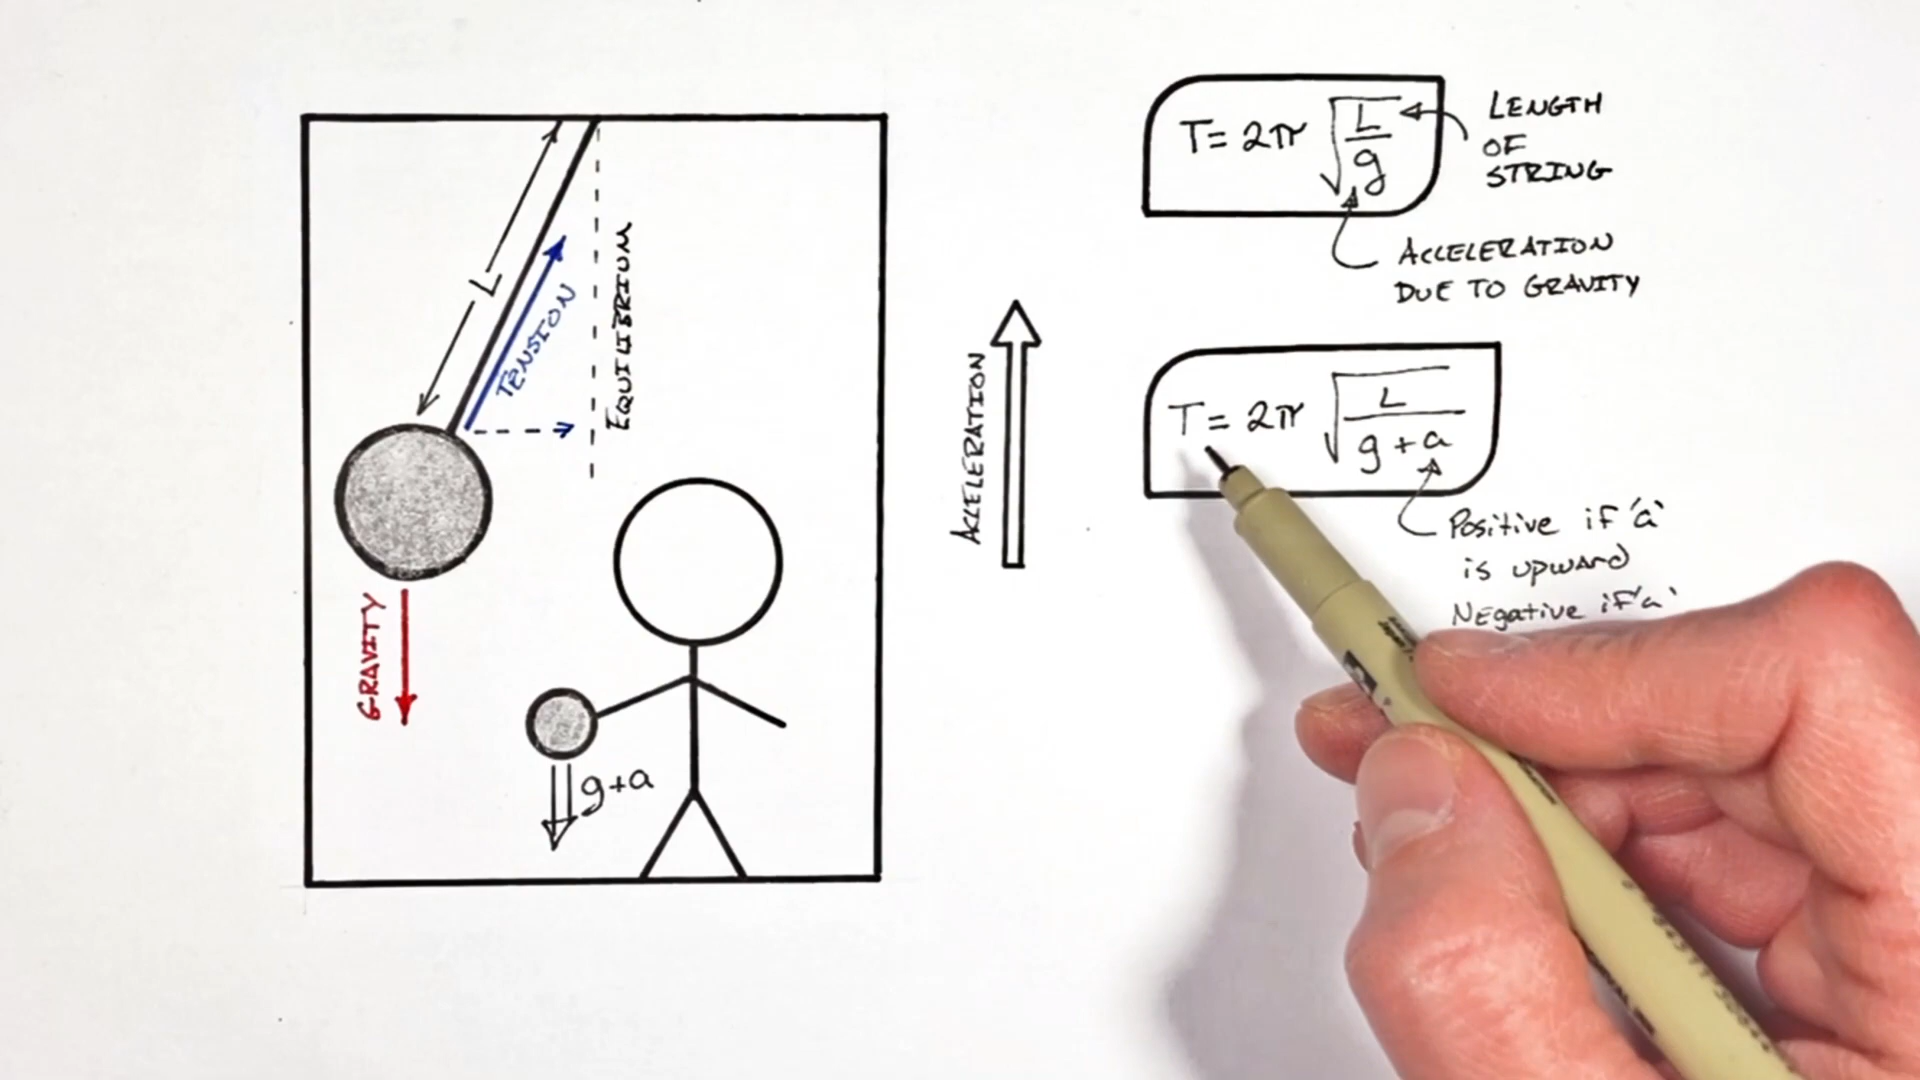 L
TENSION
EQUILIBRIUM
GRAVITY
g+a
ACCELERATION
T= 2π √L/g
LENGTH
OF
STRING
ACCELERATION
DUE TO GRAVITY
T= 2π √L/g+a
Positive if 'a'
is upward
Negative if 'a'